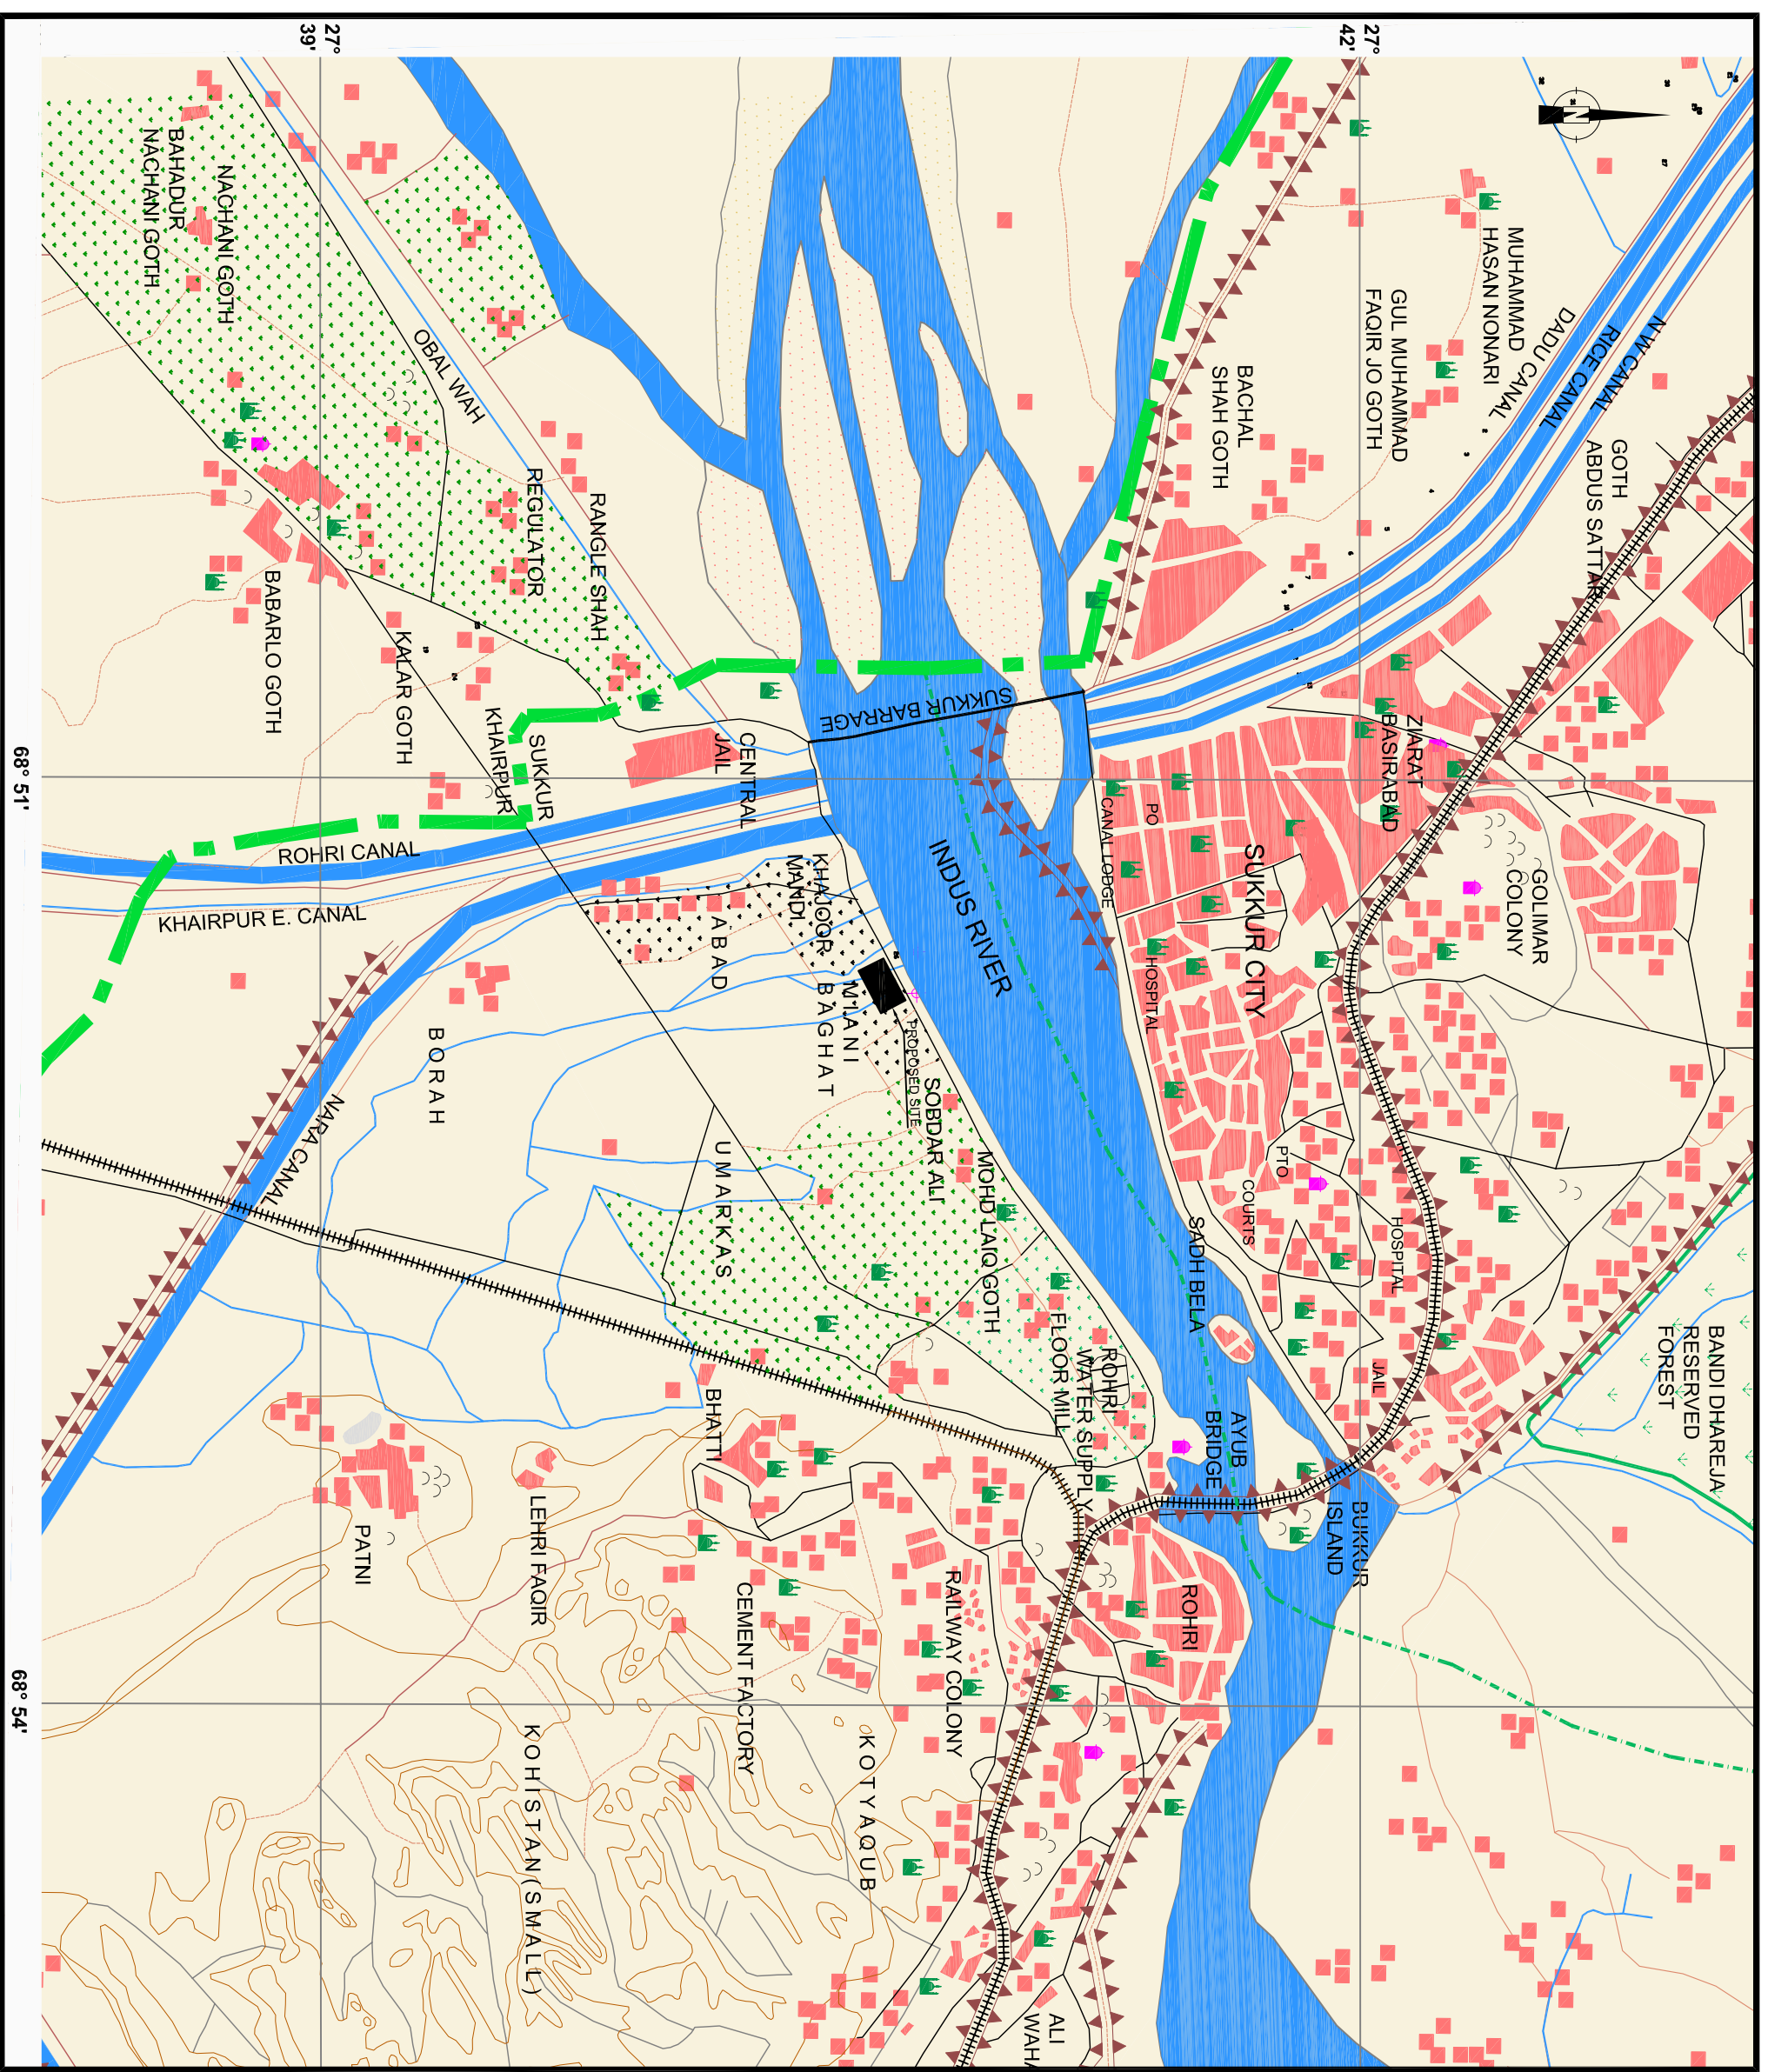 27°
39'
27°
42'
68° 51'
68° 54'
N
BANDI DHAREJA
RESERVED
FOREST
N W CANAL
RICE CANAL
DADU CANAL
MUHAMMAD
HASAN NONARI
GUL MUHAMMAD
FAQIR JO GOTH
GOTH
ABDUS SATTAR
BACHAL
SHAH GOTH
ZIARAT
BASIRABAD
GOLIMAR
COLONY
SUKKUR CITY
PO
CANAL LODGE
HOSPITAL
PTO
COURTS
HOSPITAL
JAIL
SADH BELA
AYUB
BRIDGE
BUKKUR
ISLAND
SUKKUR BARRAGE
INDUS RIVER
ROHRI
WATER SUPPLY
FLOOR MILL
ROHRI
MOHD LAIQ GOTH
SOBDAR ALI
PROPOSED SITE
MIANI
BAGHAT
KHAJOOR
MANDI
ABAD
UMARKAS
CENTRAL
JAIL
RANGLE SHAH
REGULATOR
OBAL WAH
NACHANI GOTH
BAHADUR
NACHANI GOTH
SUKKUR
KHAIRPUR
KALAR GOTH
BABARLO GOTH
ROHRI CANAL
KHAIRPUR E. CANAL
BORAH
NARA CANAL
BHATTI
LEHRI FAQIR
PATNI
CEMENT FACTORY
RAILWAY COLONY
KOTYAQUB
KOHISTAN(SMALL)
ALI
WAHA